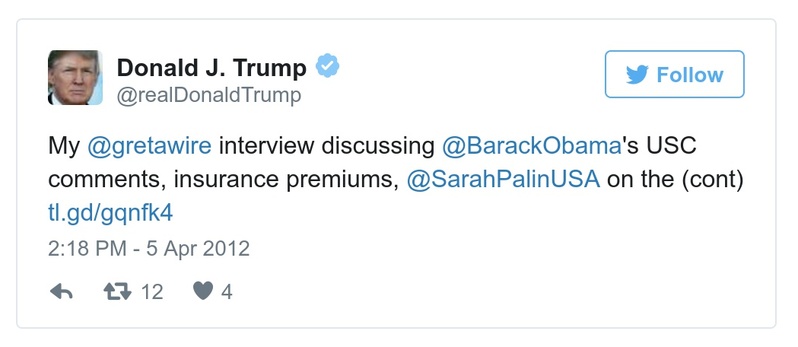 Donald J. Trump
@realDonaldTrump
Follow
My @gretawire interview discussing @BarackObama's USC
comments, insurance premiums, @SarahPalinUSA on the (cont)
tl.gd/gqnfk4
2:18 PM - 5 Apr 2012
12 4